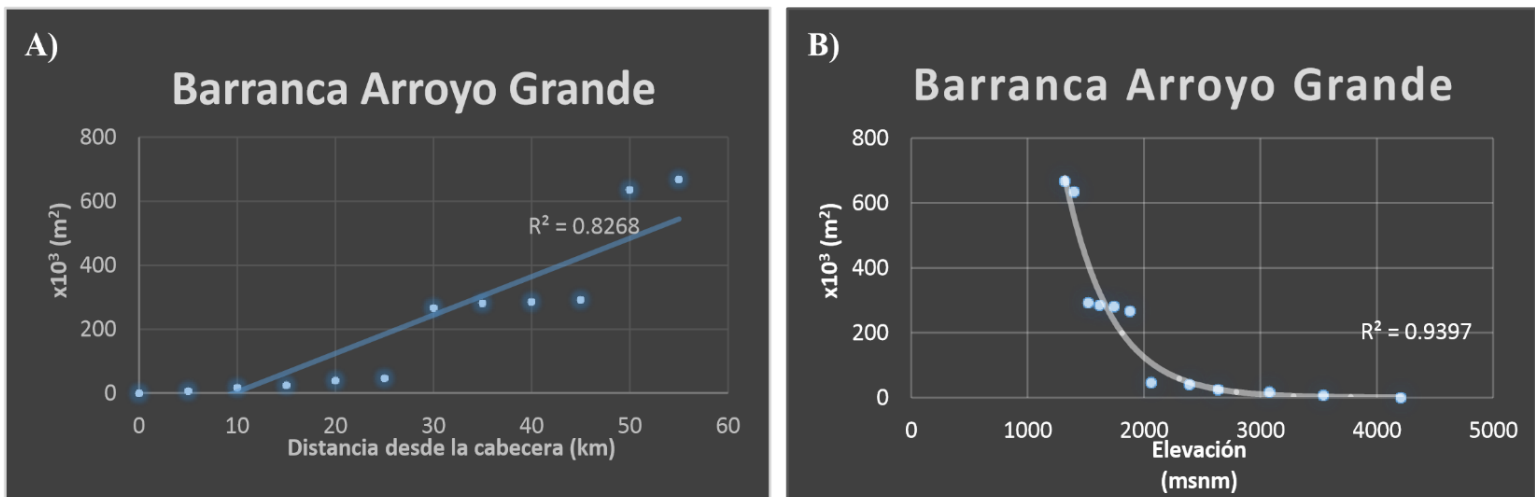 A)
Barranca Arroyo Grande
800
600
400
200
0
x10³ (m²)
R² = 0.8268
0 10 20 30 40 50 60
Distancia desde la cabecera (km)
B)
Barranca Arroyo Grande
800
600
400
200
0
x10³ (m²)
R² = 0.9397
0 1000 2000 3000 4000 5000
Elevación
(msnm)